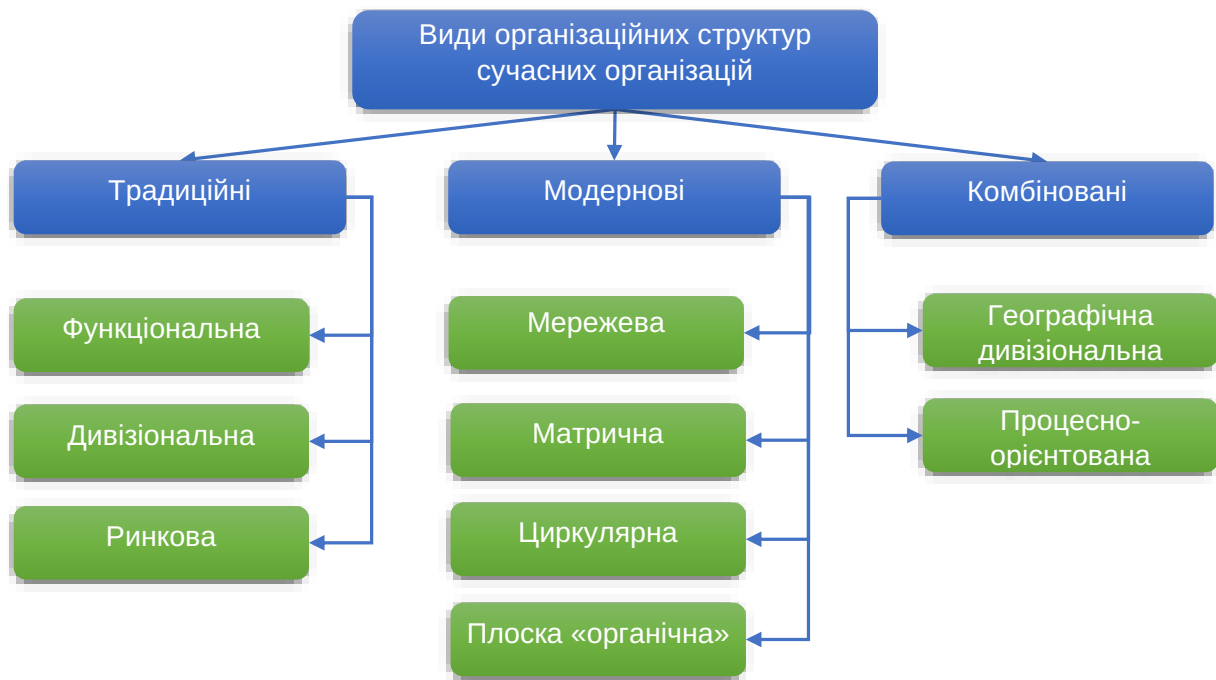 Види організаційних структур
сучасних організацій
Традиційні
Модернові
Комбіновані
Функціональна
Дивізіональна
Ринкова
Мережева
Матрична
Циркулярна
Плоска «органічна»
Географічна
дивизіональна
Процесно-
орієнтована